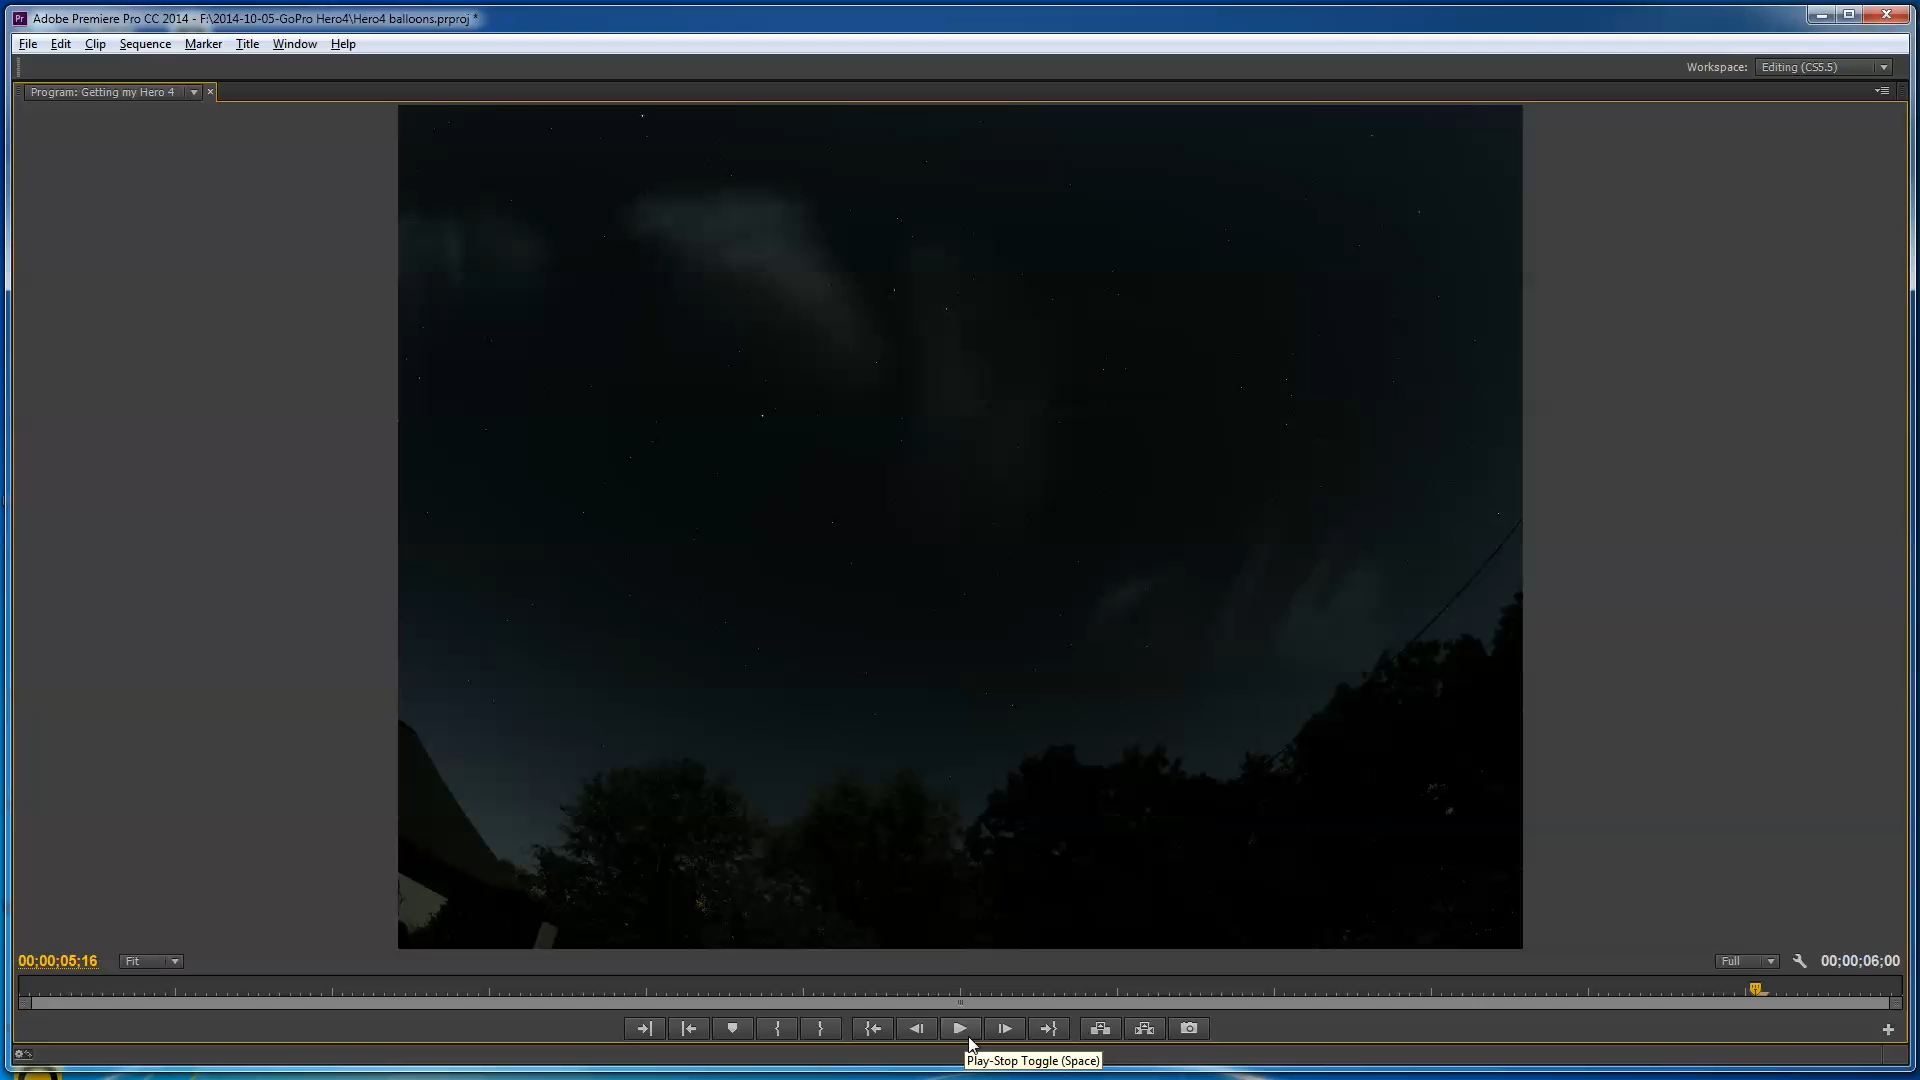 Pr Adobe Premiere Pro CC 2014 - F:\2014-10-05-GoPro Hero4\Hero4 balloons.prproj *
File Edit Clip Sequence Marker Title Window Help
Workspace: Editing (CS5.5)
Program: Getting my Hero 4
00;00;05;16 Fit Full 00;00;06;00
Play-Stop Toggle (Space)